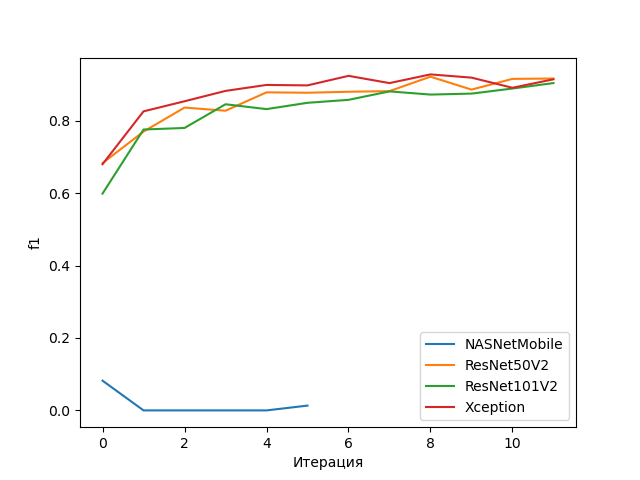 f1
0.8
0.6
0.4
0.2
0.0
0 2 4 6 8 10
Итерация
NASNetMobile
ResNet50V2
ResNet101V2
Xception